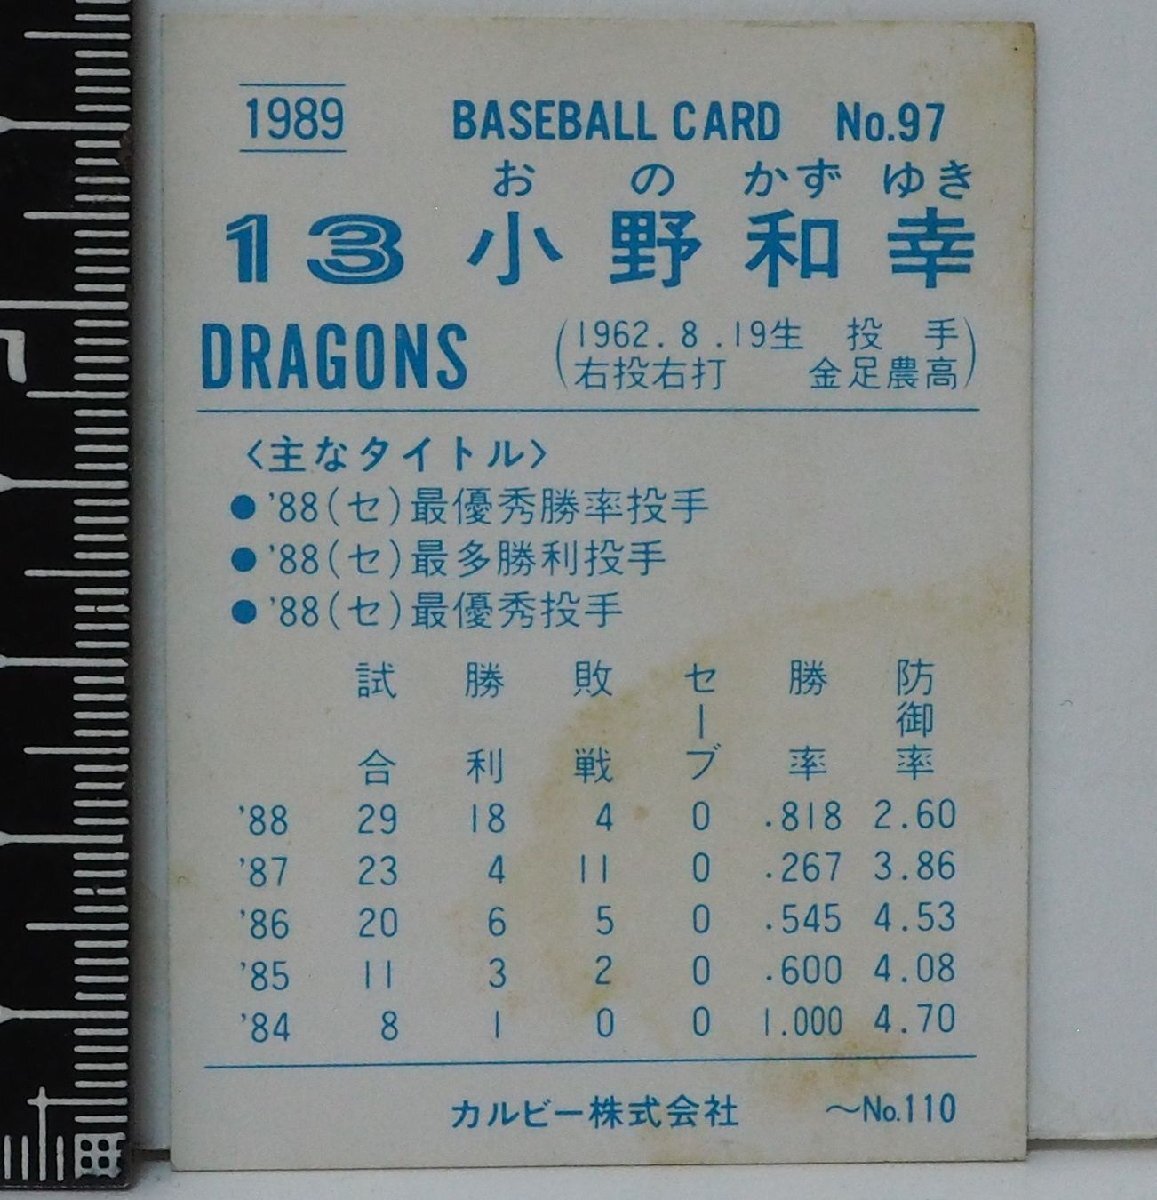 1989 BASEBALL CARD No.97
お の かず ゆき
13 小野和幸
DRAGONS (1962.8.19生 投手
右投右打 金足農高)
〈主なタイトル〉
●'88(セ)最優秀勝率投手
●'88(セ)最多勝利投手
●'88(セ)最優秀投手
試合 勝利 敗戦 セーブ 勝率 防御率
'88 29 18 4 0 .818 2.60
'87 23 4 11 0 .267 3.86
'86 20 6 5 0 .545 4.53
'85 11 3 2 0 .600 4.08
'84 8 1 0 0 1.000 4.70
カルビー株式会社 〜No.110